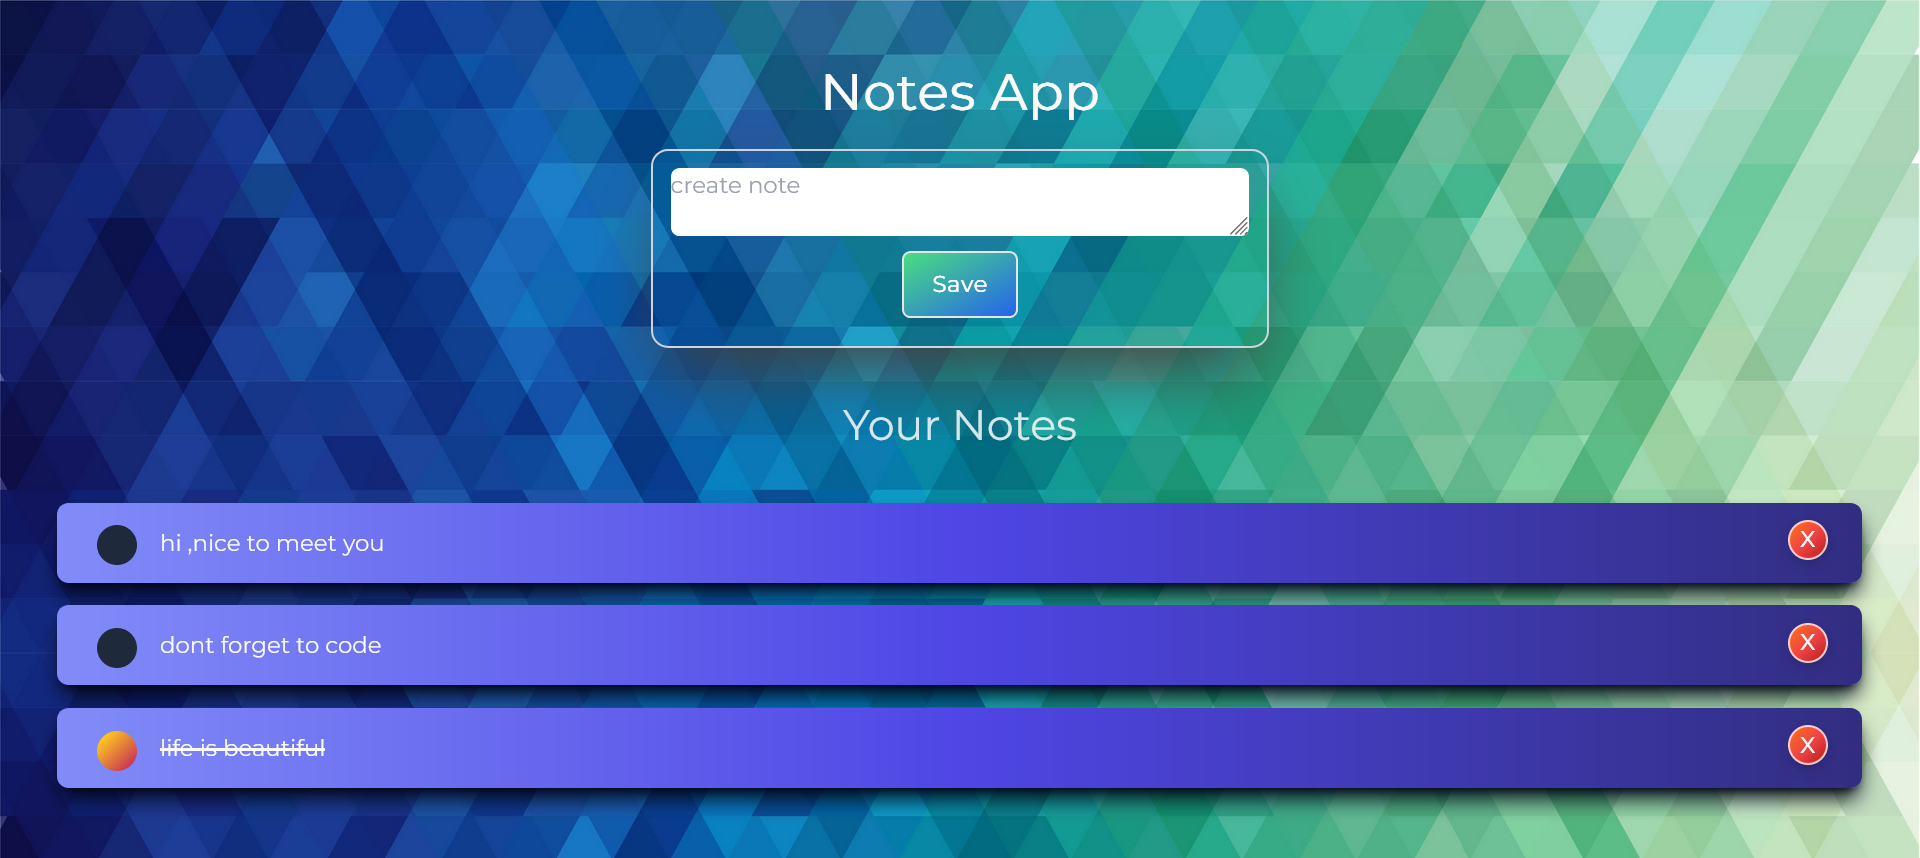 Notes App
create note
Save
Your Notes
hi ,nice to meet you
X
dont forget to code
X
life is beautiful
X